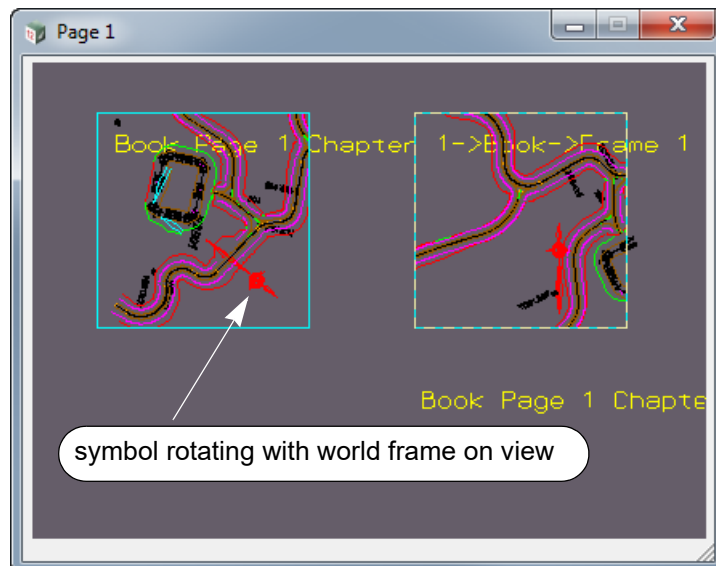 Page 1
Book Page 1 Chapter 1->Book->Frame 1
Book Page 1 Chapte
symbol rotating with world frame on view